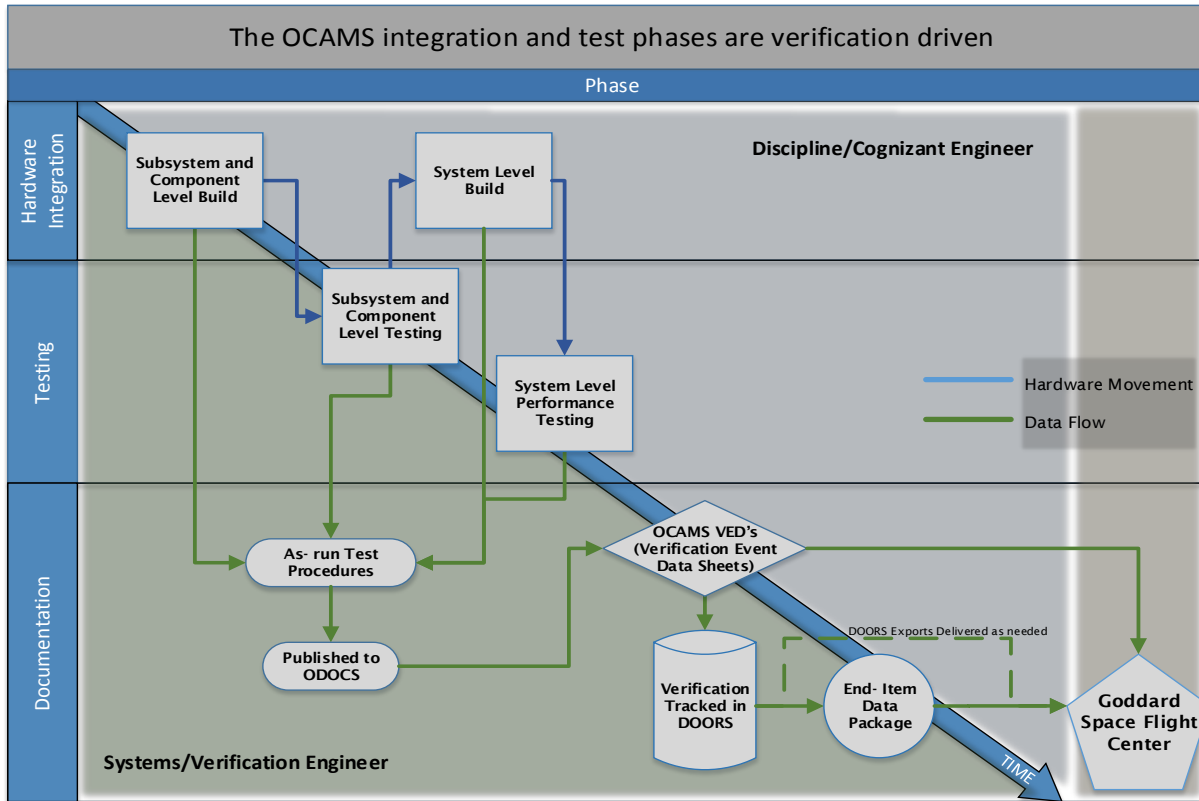 The OCAMS integration and test phases are verification driven
Phase
Hardware
Integration
Subsystem and
Component
Level Build
System Level
Build
Discipline/Cognizant Engineer
Testing
Subsystem and
Component
Level Testing
System Level
Performance
Testing
Hardware Movement
Data Flow
Documentation
As- run Test
Procedures
Published to
ODOCS
OCAMS VED's
(Verification Event
Data Sheets)
DOORS Exports Delivered as needed
Verification
Tracked in
DOORS
End- Item
Data
Package
Goddard
Space Flight
Center
Systems/Verification Engineer
TIME